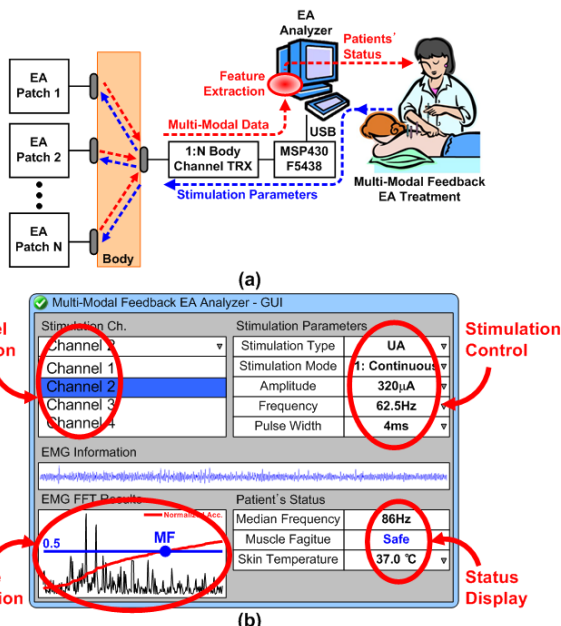 EA
Analyzer
Patients´
Status
Feature
Extraction
EA
Patch 1
EA
Patch 2
EA
Patch N
Multi-Modal Data
USB
1:N Body
Channel TRX
MSP430
F5438
Stimulation Parameters
Multi-Modal Feedback
EA Treatment
Body
(a)
Multi-Modal Feedback EA Analyzer - GUI
Stimulation Ch.
Channel 2
Channel 1
Channel 2
Channel 3
Channel 4
Stimulation Parameters
Stimulation Type UA
Stimulation Mode 1: Continuous
Amplitude 320μA
Frequency 62.5Hz
Pulse Width 4ms
Stimulation
Control
EMG Information
EMG FFT Results
Normalized Acc.
0.5
MF
Patient´s Status
Median Frequency 86Hz
Muscle Fagitue Safe
Skin Temperature 37.0 ℃
Status
Display
(b)